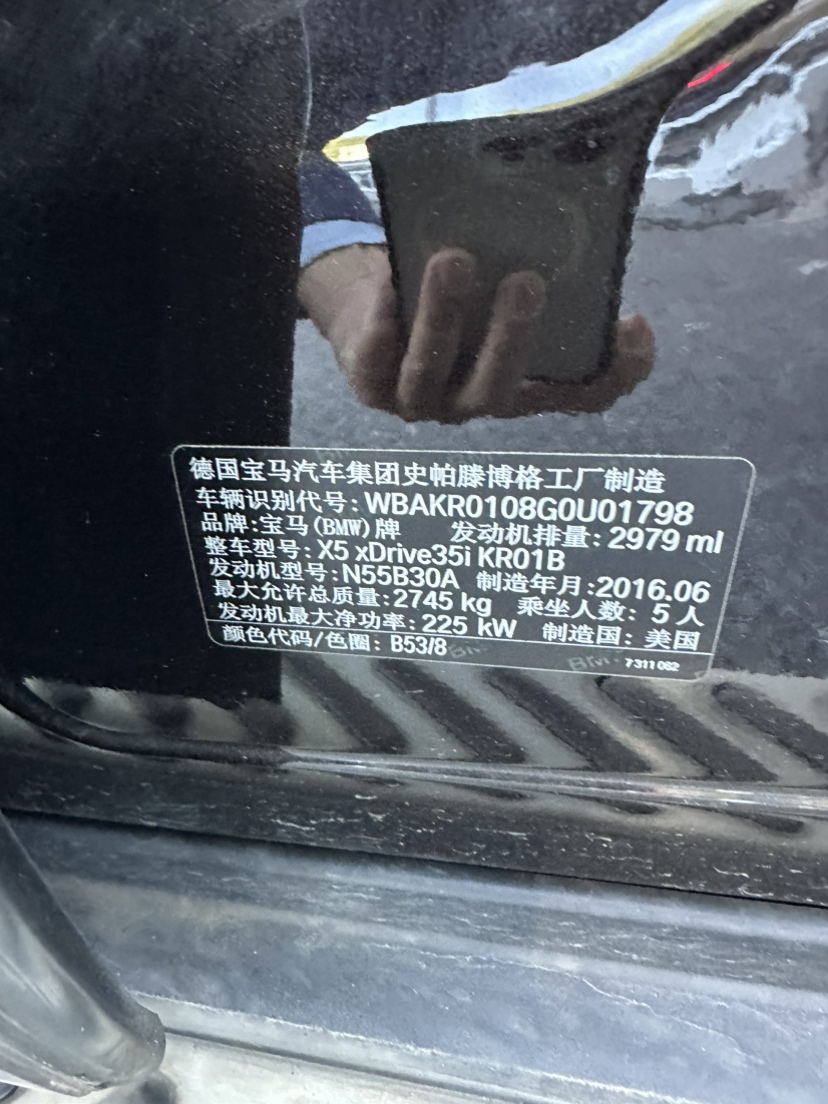 德国宝马汽车集团史帕滕博格工厂制造
车辆识别代号: WBAKR0108G0U01798
品牌: 宝马(BMW)牌 发动机排量: 2979 ml
整车型号: X5 xDrive35i KR01B
发动机型号: N55B30A 制造年月: 2016.06
最大允许总质量: 2745 kg 乘坐人数: 5 人
发动机最大净功率: 225 kW 制造国: 美国
颜色代码/色圈: B53/8
7311 082